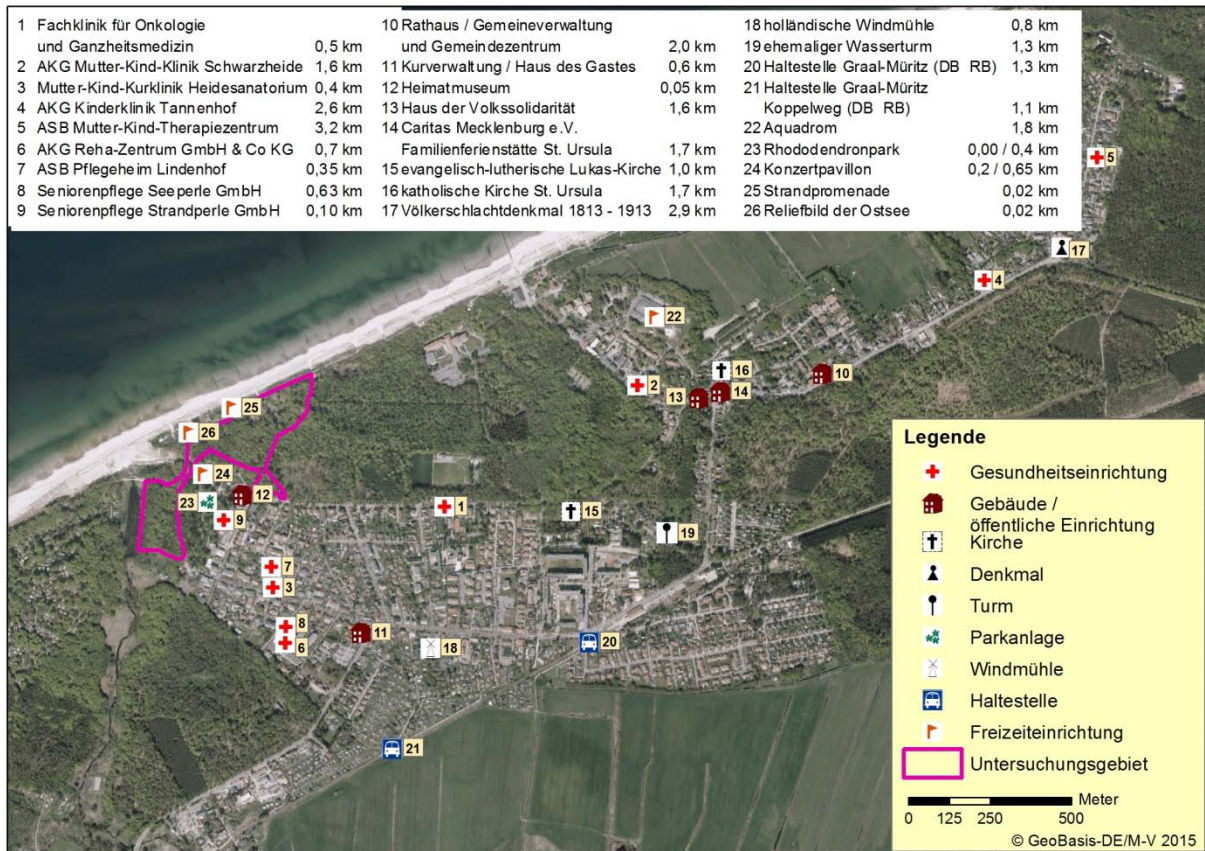 1 Fachklinik für Onkologie
und Ganzheitsmedizin 0,5 km
2 AKG Mutter-Kind-Klinik Schwarzheide 1,6 km
3 Mutter-Kind-Kurklinik Heidesanatorium 0,4 km
4 AKG Kinderklinik Tannenhof 2,6 km
5 ASB Mutter-Kind-Therapiezentrum 3,2 km
6 AKG Reha-Zentrum GmbH & Co KG 0,7 km
7 ASB Pflegeheim Lindenhof 0,35 km
8 Seniorenpflege Seeperle GmbH 0,63 km
9 Seniorenpflege Strandperle GmbH 0,10 km
10 Rathaus / Gemeineverwaltung
und Gemeindezentrum 2,0 km
11 Kurverwaltung / Haus des Gastes 0,6 km
12 Heimatmuseum 0,05 km
13 Haus der Volkssolidarität 1,6 km
14 Caritas Mecklenburg e.V.
Familienferienstätte St. Ursula 1,7 km
15 evangelisch-lutherische Lukas-Kirche 1,0 km
16 katholische Kirche St. Ursula 1,7 km
17 Völkerschlachtdenkmal 1813 - 1913 2,9 km
18 holländische Windmühle 0,8 km
19 ehemaliger Wasserturm 1,3 km
20 Haltestelle Graal-Müritz (DB RB) 1,3 km
21 Haltestelle Graal-Müritz
Koppelweg (DB RB) 1,1 km
22 Aquadrom 1,8 km
23 Rhododendronpark 0,00 / 0,4 km
24 Konzertpavillon 0,2 / 0,65 km
25 Strandpromenade 0,02 km
26 Reliefbild der Ostsee 0,02 km
5
17
4
22
16
10
2
14
13
25
26
24
12
23
9
1
15
19
7
3
8
11
6
18
20
21
Legende
Gesundheitseinrichtung
Gebäude /
öffentliche Einrichtung
Kirche
Denkmal
Turm
Parkanlage
Windmühle
Haltestelle
Freizeiteinrichtung
Untersuchungsgebiet
Meter
0 125 250 500
© GeoBasis-DE/M-V 2015